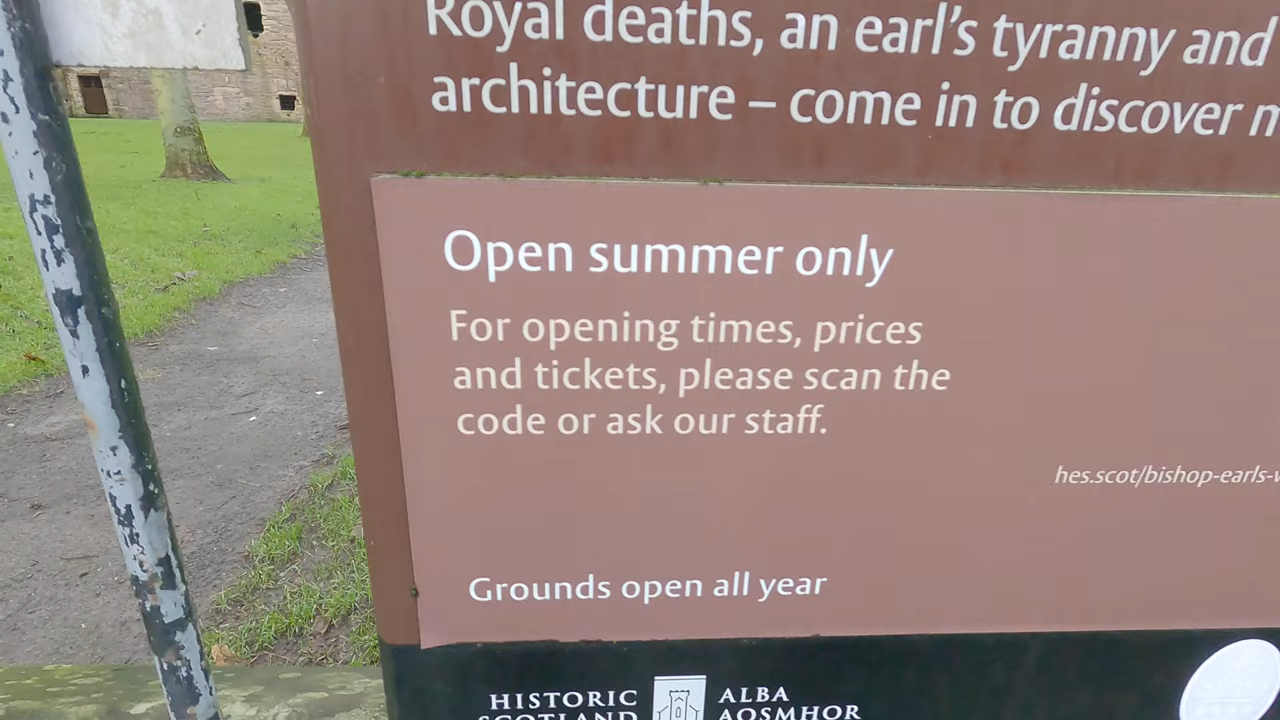 Royal deaths, an earl's tyranny and
architecture – come in to discover
Open summer only
For opening times, prices
and tickets, please scan the
code or ask our staff.
hes.scot/bishop-earls-
Grounds open all year
HISTORIC ALBA
SCOTLAND AOSMHOR